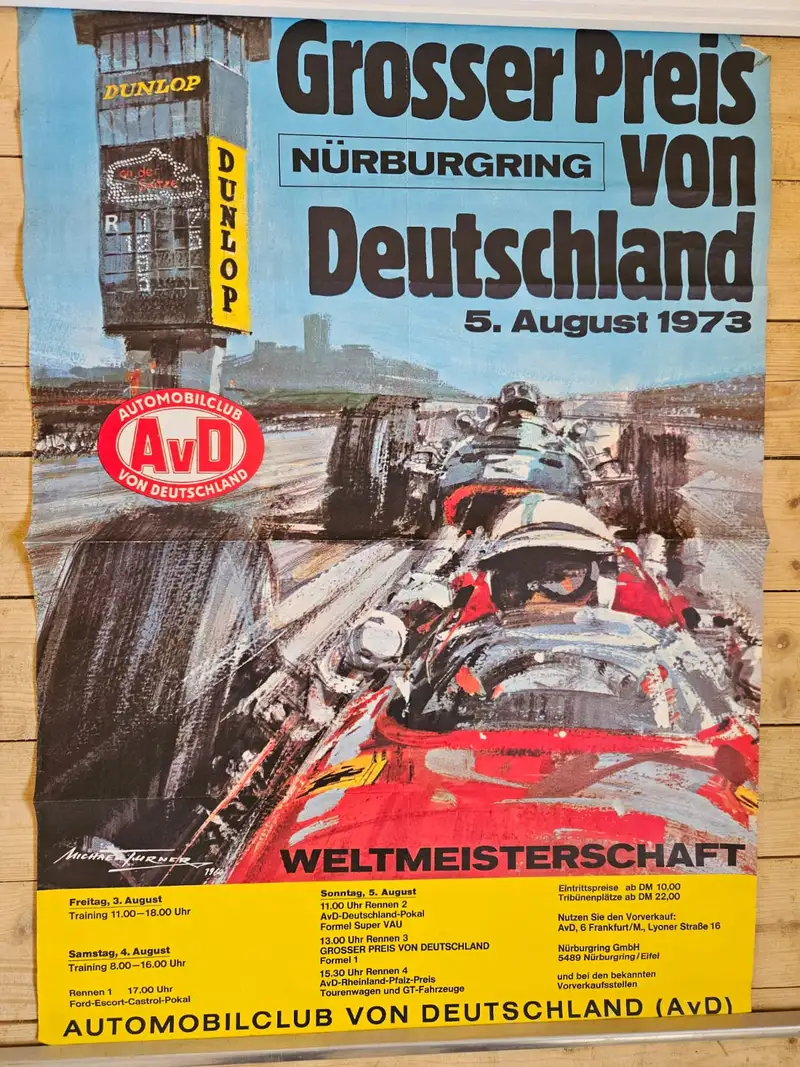 DUNLOP
DUNLOP
an der
R 1 7
Grosser Preis
NÜRBURGRING von
Deutschland
5. August 1973
AUTOMOBILCLUB
AvD
VON DEUTSCHLAND
MICHAEL TURNER
WELTMEISTERSCHAFT
Freitag, 3. August
Training 11.00–18.00 Uhr
Samstag, 4. August
Training 8.00–16.00 Uhr
Rennen 1 17.00 Uhr
Ford-Escort-Castrol-Pokal
Sonntag, 5. August
11.00 Uhr Rennen 2
AvD-Deutschland-Pokal
Formel Super VAU
13.00 Uhr Rennen 3
GROSSER PREIS VON DEUTSCHLAND
Formel 1
15.30 Uhr Rennen 4
AvD-Rheinland-Pfalz-Preis
Tourenwagen und GT-Fahrzeuge
Eintrittspreise ab DM 10,00
Tribünenplätze ab DM 22,00
Nutzen Sie den Vorverkauf:
AvD, 6 Frankfurt/M., Lyoner Straße 16
Nürburgring GmbH
5489 Nürburgring/Eifel
und bei den bekannten
Vorverkaufsstellen
AUTOMOBILCLUB VON DEUTSCHLAND (AvD)